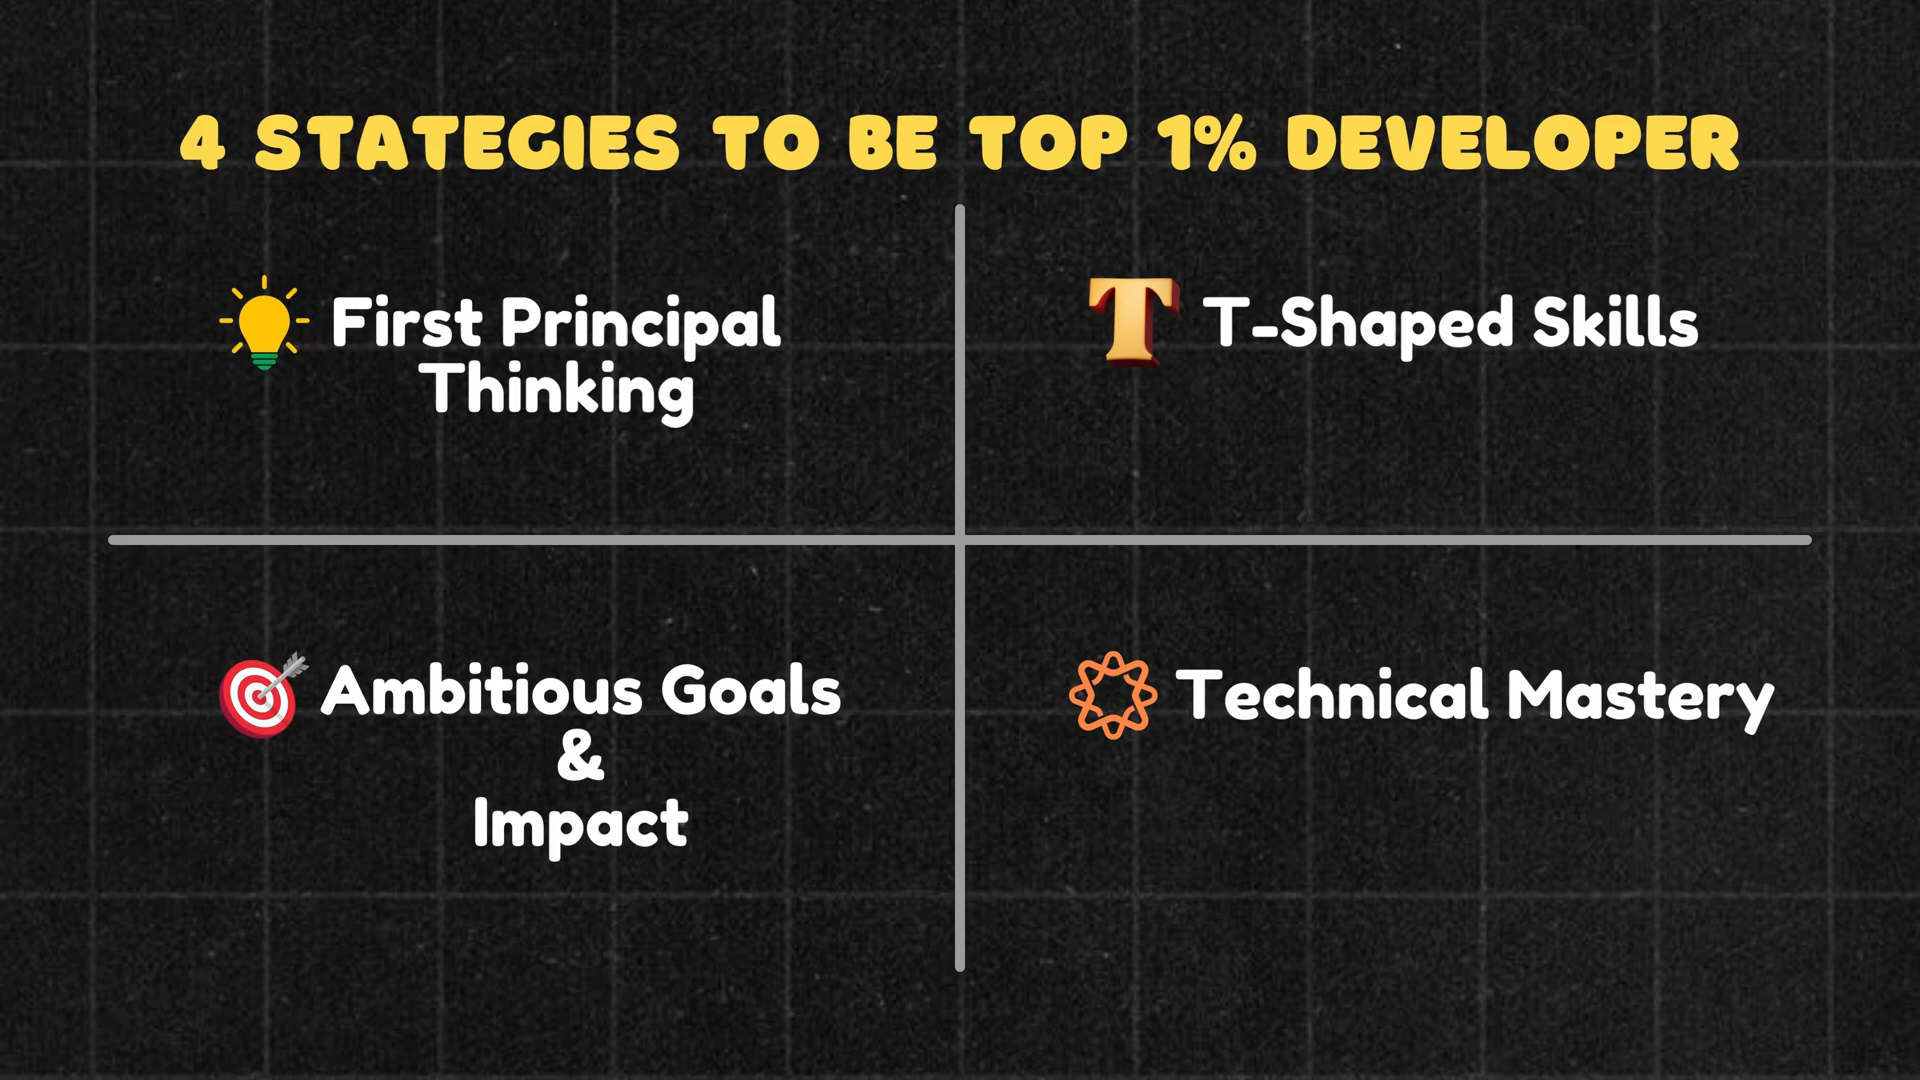 4 STATEGIES TO BE TOP 1% DEVELOPER
First Principal
Thinking
T-Shaped Skills
Ambitious Goals
&
Impact
Technical Mastery